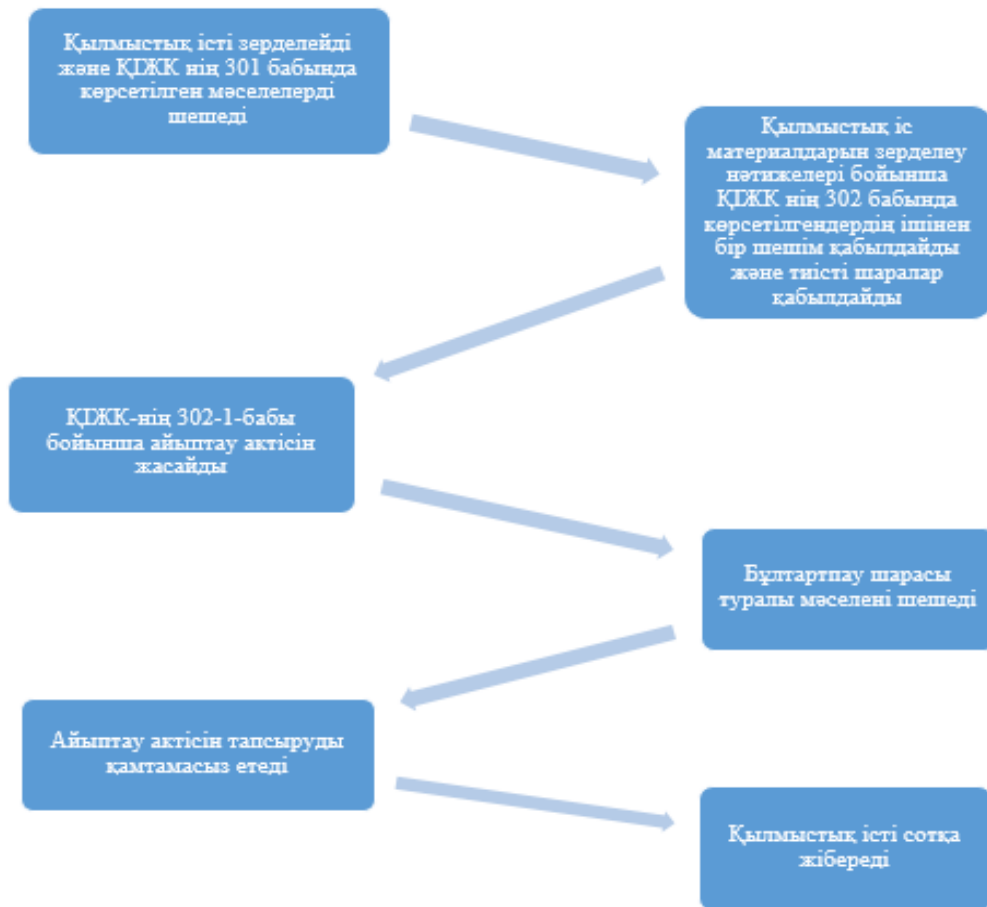 Қылмыстық істі зерделейді
және ҚІЖК нің 301 бабында
көрсетілген мәселелерді
шешеді
Қылмыстық іс
материалдарын зерделеу
нәтижелері бойынша
ҚІЖК нің 302 бабында
көрсетілгендердің ішінен
бір шешім қабылдайды
және тиісті шаралар
қабылдайды
ҚІЖК-нің 302-1-бабы
бойынша айыптау актісін
жасайды
Бұлтартпау шарасы
туралы мәселені шешеді
Айыптау актісін тапсыруды
қамтамасыз етеді
Қылмыстық істі сотқа
жібереді